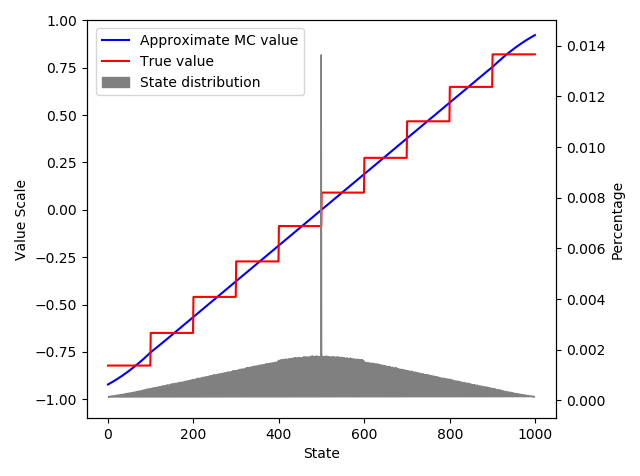 Approximate MC value
True value
State distribution
Value Scale
1.00
0.75
0.50
0.25
0.00
−0.25
−0.50
−0.75
−1.00
0.014
0.012
0.010
0.008
0.006
0.004
0.002
0.000
Percentage
0 200 400 600 800 1000
State